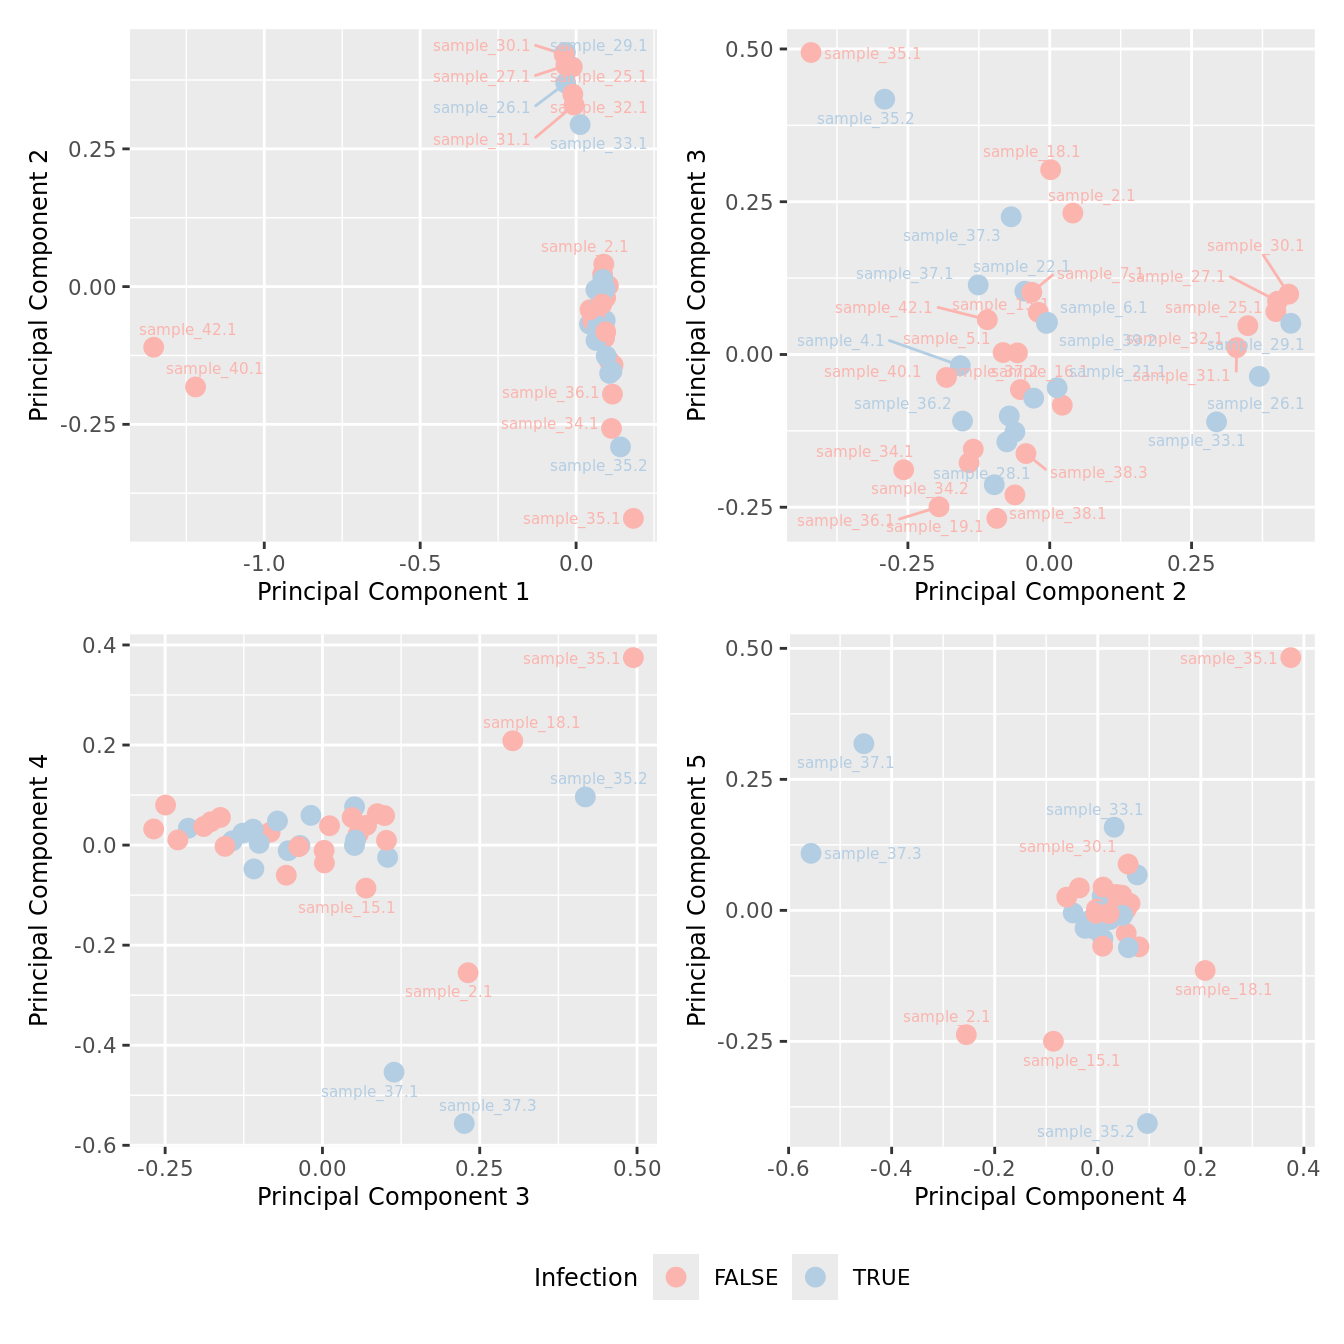 sample_30.1
sample_29.1
sample_27.1
sample_25.1
sample_26.1
sample_32.1
sample_31.1
sample_33.1
sample_2.1
sample_42.1
sample_40.1
sample_36.1
sample_34.1
sample_35.2
sample_35.1
0.25
0.00
-0.25
-1.0
-0.5
0.0
Principal Component 1
Principal Component 2
sample_35.1
sample_35.2
sample_18.1
sample_2.1
sample_37.3
sample_30.1
sample_22.1
sample_37.1
sample_7.1
sample_27.1
sample_42.1
sample_6.1
sample_25.1
sample_4.1
sample_5.1
sample_32.1
sample_29.1
sample_40.1
sample_37.2
sample_16.1
sample_21.1
sample_31.1
sample_36.2
sample_26.1
sample_33.1
sample_34.1
sample_28.1
sample_38.3
sample_34.2
sample_38.1
sample_36.1
sample_19.1
0.50
0.25
0.00
-0.25
-0.25
0.00
0.25
Principal Component 2
Principal Component 3
sample_35.1
sample_18.1
sample_35.2
sample_15.1
sample_2.1
sample_37.1
sample_37.3
0.4
0.2
0.0
-0.2
-0.4
-0.6
-0.25
0.00
0.25
0.50
Principal Component 3
Principal Component 4
sample_35.1
sample_37.1
sample_33.1
sample_30.1
sample_37.3
sample_18.1
sample_2.1
sample_15.1
sample_35.2
0.50
0.25
0.00
-0.25
-0.6
-0.4
-0.2
0.0
0.2
0.4
Principal Component 4
Principal Component 5
Infection
FALSE
TRUE